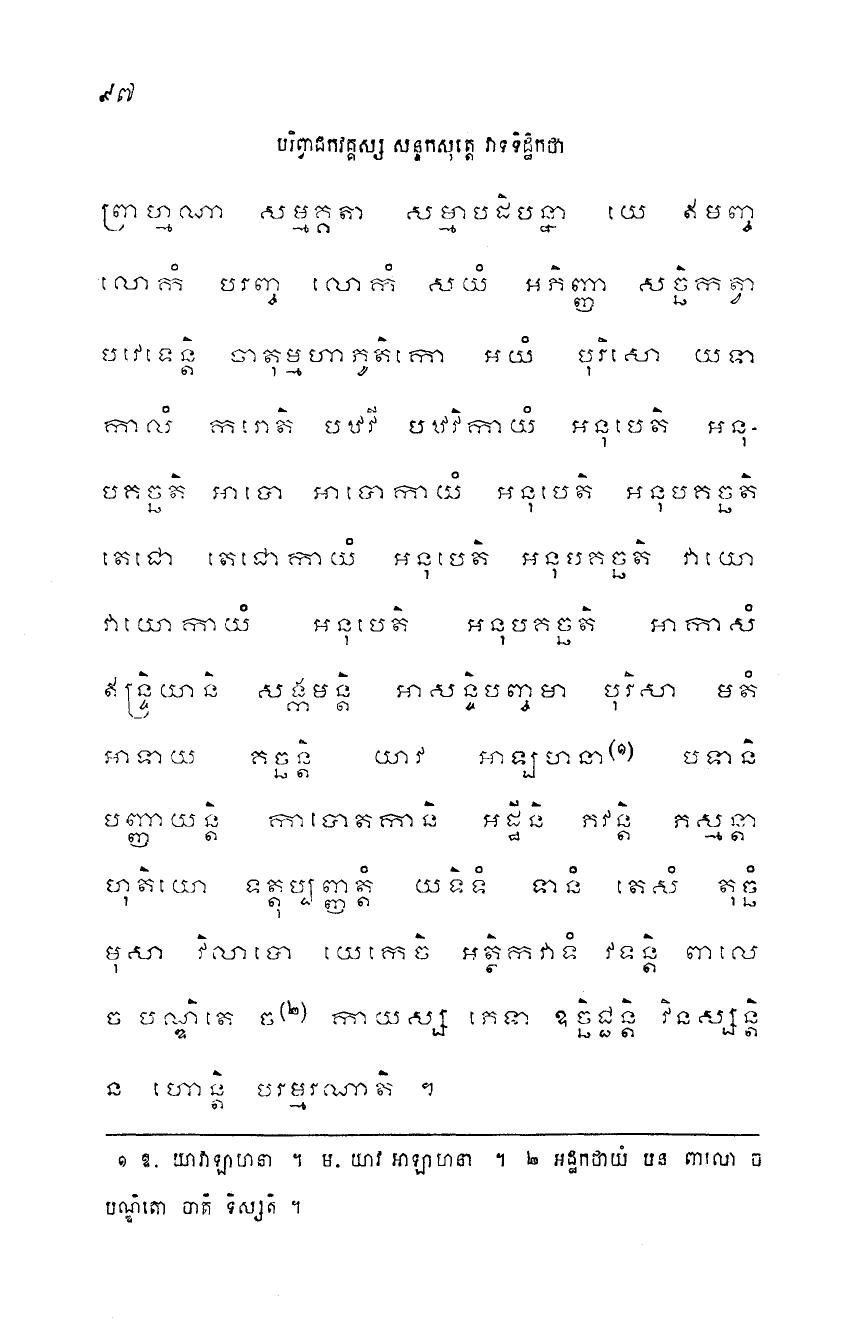 ៩៧
បរិព្វាជកវគ្គស្ស សន្ទកសុត្តេ វាទទិដ្ឋិកថា
ព្រាហ្មណា សម្មគ្គតា សម្មាបដិបន្នា យេ ឥមញ្ច
លោកំ បរញ្ច លោកំ សយំ អភិញ្ញា សច្ឆិកត្វា
បវេទេន្តិ ចាតុម្មហាភូតិកោ អយំ បុរិសោ យទា
កាលំ ករោតិ បឋវី បឋវិកាយំ អនុបេតិ អនុ-
បគច្ឆតិ អាបោ អាបោកាយំ អនុបេតិ អនុបគច្ឆតិ
តេជោ តេជោកាយំ អនុបេតិ អនុបគច្ឆតិ វាយោ
វាយោកាយំ អនុបេតិ អនុបគច្ឆតិ អាកាសំ
ឥន្ទ្រិយានិ សង្កមន្តិ អាសន្ទិបញ្ចមា បុរិសា មតំ
អាទាយ គច្ឆន្តិ យាវ អាឡ្ហហនា(១) បទានិ
បញ្ញាយន្តិ កាបោតកានិ អដ្ឋីនិ ភវន្តិ ភស្មន្តា
ហុតិយោ ទត្តុប្បញ្ញត្តំ យទិទំ ទានំ តេសំ តុច្ឆំ
មុសា វិលាបោ យេកេចិ អត្ថិកវាទំ វទន្តិ ពាលេ
ច បណ្ឌិតេ ច(២) កាយស្ស ភេទា ឧច្ឆិជ្ជន្តិ វិនស្សន្តិ
ន ហោន្តិ បរម្មរណាតិ ។
១ ឱ. យាវាឡាហនា ។ ម. យាវ អាឡាហនា ។ ២ អដ្ឋកថាយំ បន ពាលោ ច
បណ្ឌិតោ ចាតិ ទិស្សតិ ។